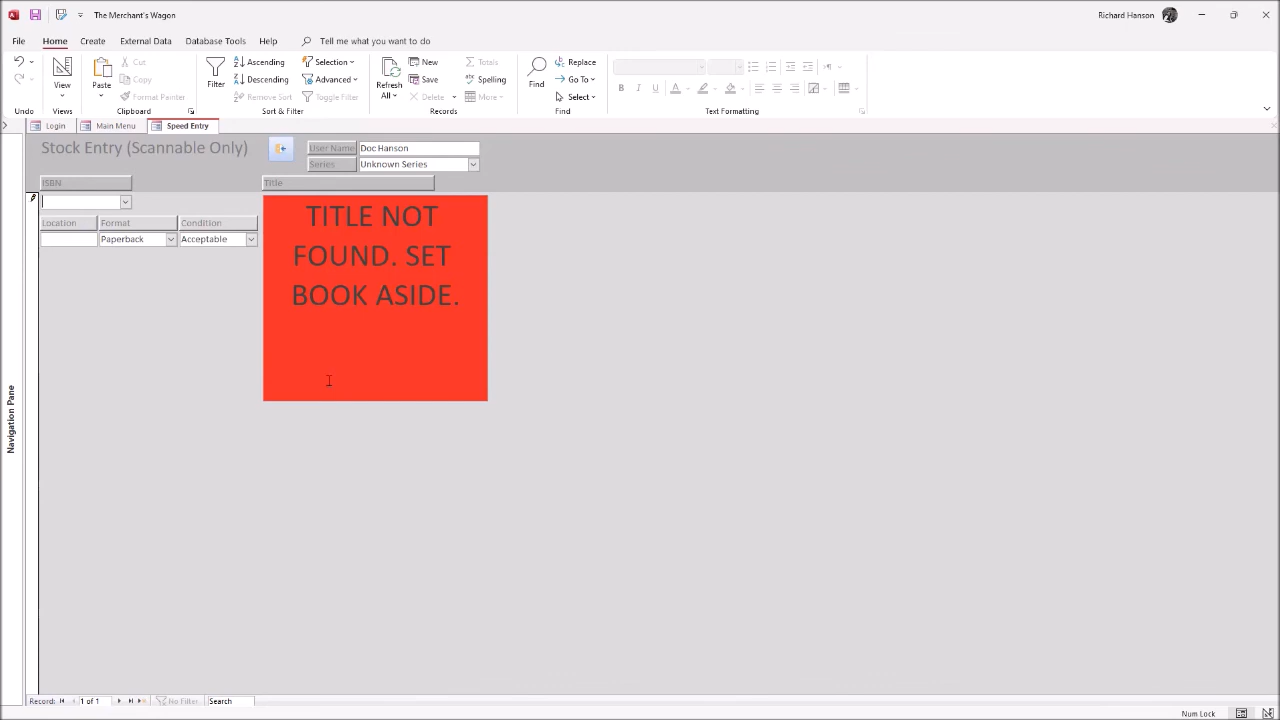 The Merchant's Wagon
Richard Hanson
File Home Create External Data Database Tools Help Tell me what you want to do
View
Paste
Cut
Copy
Format Painter
Filter
Ascending
Descending
Remove Sort
Selection
Advanced
Toggle Filter
Refresh
All
New
Save
Delete
Totals
Spelling
More
Find
Replace
Go To
Select
B I U A
Undo Clipboard Sort & Filter Records Find Text Formatting
Login Main Menu Speed Entry
Stock Entry (Scannable Only)
User Name Doc Hanson
Series Unknown Series
ISBN Title
Location Format Condition
Paperback Acceptable
TITLE NOT
FOUND. SET
BOOK ASIDE.
Navigation Pane
Record: 1 of 1 No Filter Search
Num Lock